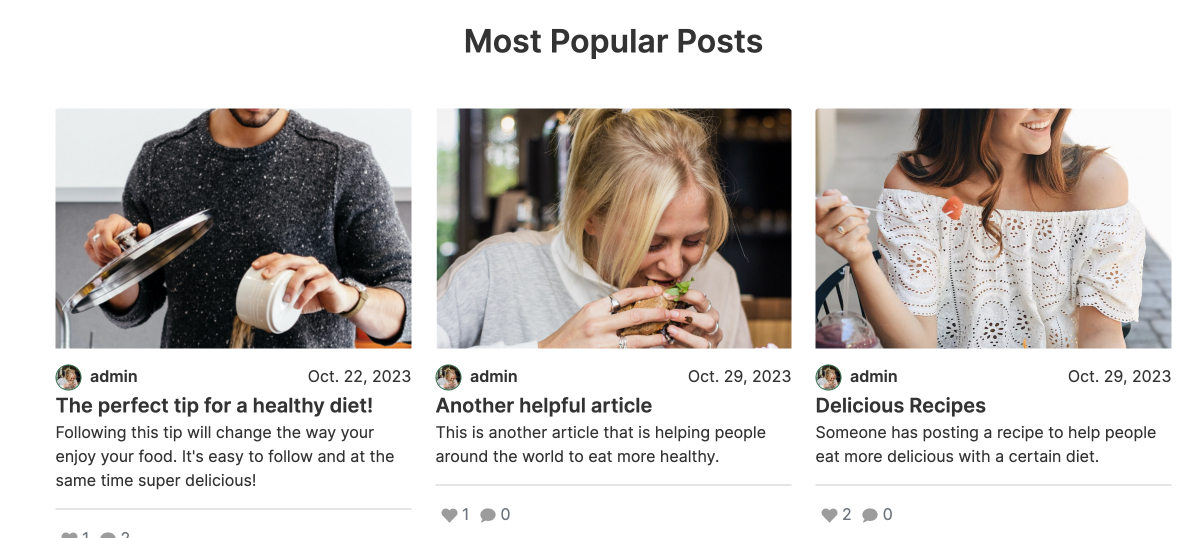 Most Popular Posts
admin Oct. 22, 2023
The perfect tip for a healthy diet!
Following this tip will change the way your
enjoy your food. It's easy to follow and at the
same time super delicious!
1 2
admin Oct. 29, 2023
Another helpful article
This is another article that is helping people
around the world to eat more healthy.
1 0
admin Oct. 29, 2023
Delicious Recipes
Someone has posting a recipe to help people
eat more delicious with a certain diet.
2 0